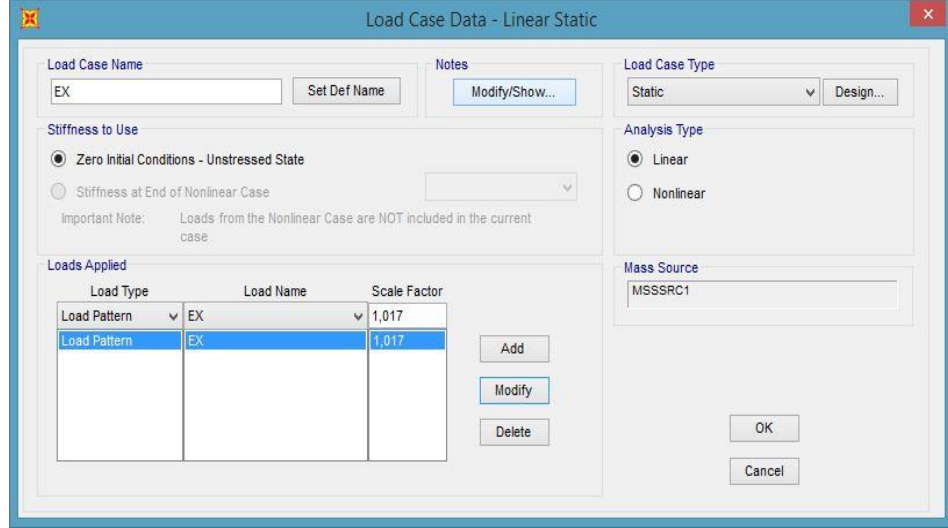 Load Case Data - Linear Static
x
Load Case Name
EX
Set Def Name
Notes
Modify/Show...
Load Case Type
Static
Design...
Stiffness to Use
Zero Initial Conditions - Unstressed State
Stiffness at End of Nonlinear Case
Important Note: Loads from the Nonlinear Case are NOT included in the current
case
Analysis Type
Linear
Nonlinear
Loads Applied
Load Type Load Name Scale Factor
Load Pattern EX 1,017
Load Pattern EX 1,017
Add
Modify
Delete
Mass Source
MSSSRC1
OK
Cancel